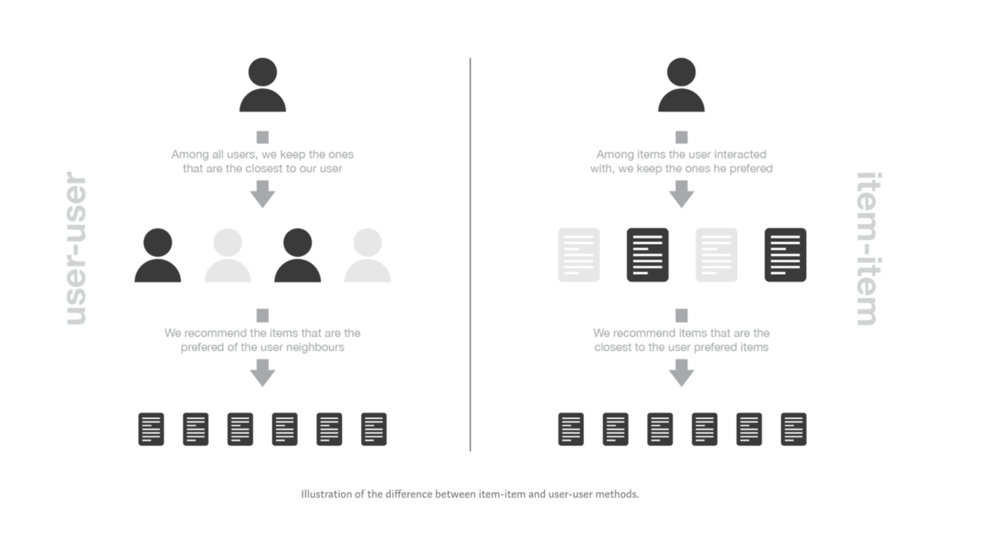 user-user
Among all users, we keep the ones
that are the closest to our user
We recommend the items that are the
prefered of the user neighbours
Among items the user interacted
with, we keep the ones he prefered
We recommend items that are the
closest to the user prefered items
item-item
Illustration of the difference between item-item and user-user methods.